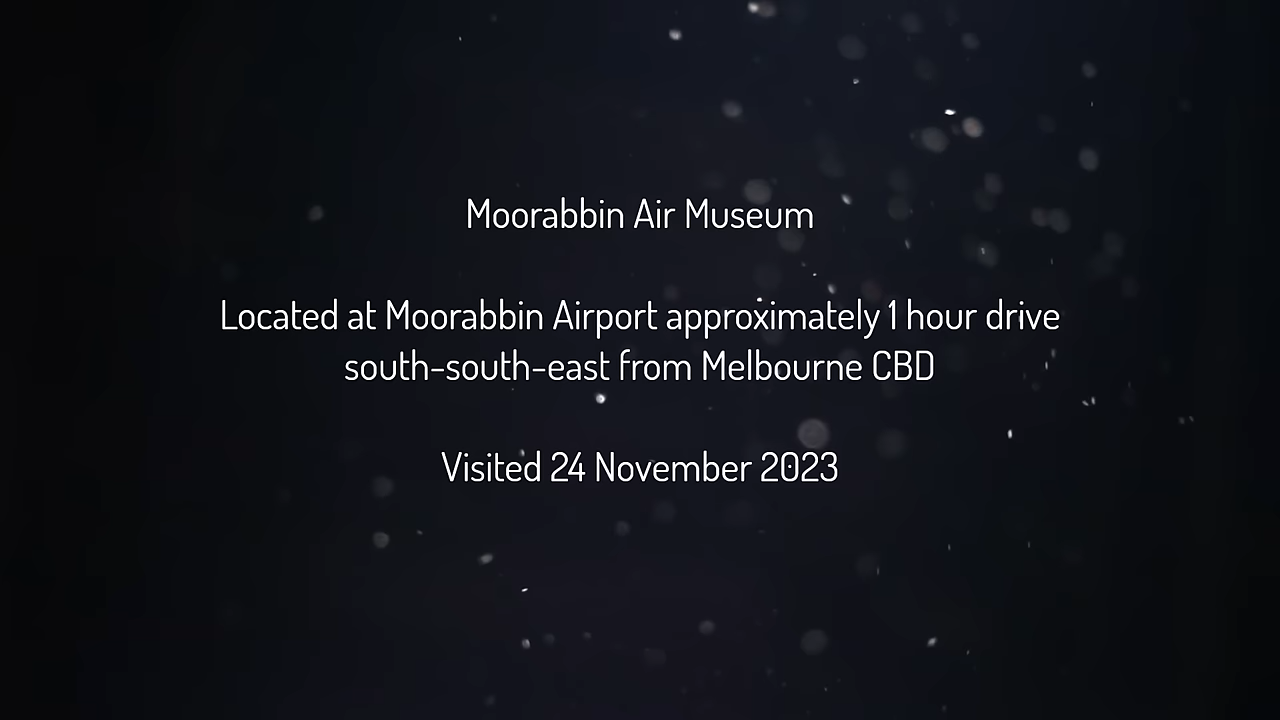 Moorabbin Air Museum
Located at Moorabbin Airport approximately 1 hour drive
south-south-east from Melbourne CBD
Visited 24 November 2023